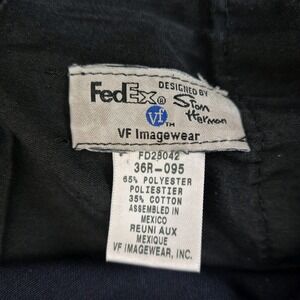 FedEx® DESIGNED BY
Stan Herman
vf™
VF Imagewear
FD28042
36R-095
65% POLYESTER
POLIESTIER
35% COTTON
ASSEMBLED IN
MEXICO
REUNI AUX
MEXIQUE
VF IMAGEWEAR, INC.